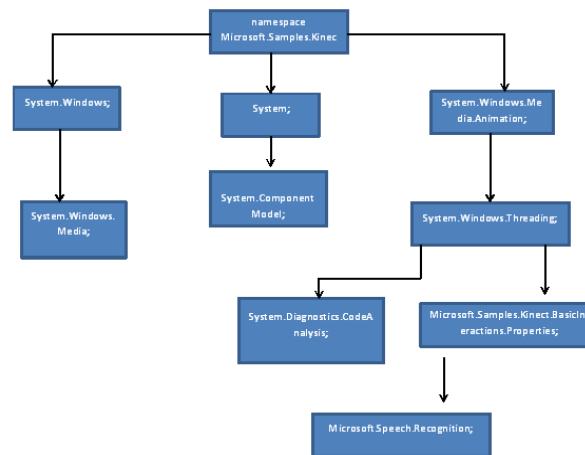 namespace
Microsoft.Samples.Kinec
System.Windows;
System;
System.Windows.Me
dia.Animation;
System.Windows.
Media;
System.Component
Model;
System.Windows.Threading;
System.Diagnostics.CodeA
nalysis;
Microsoft.Samples.Kinect.BasicIn
eractions.Properties;
Microsoft.Speech.Recognition;